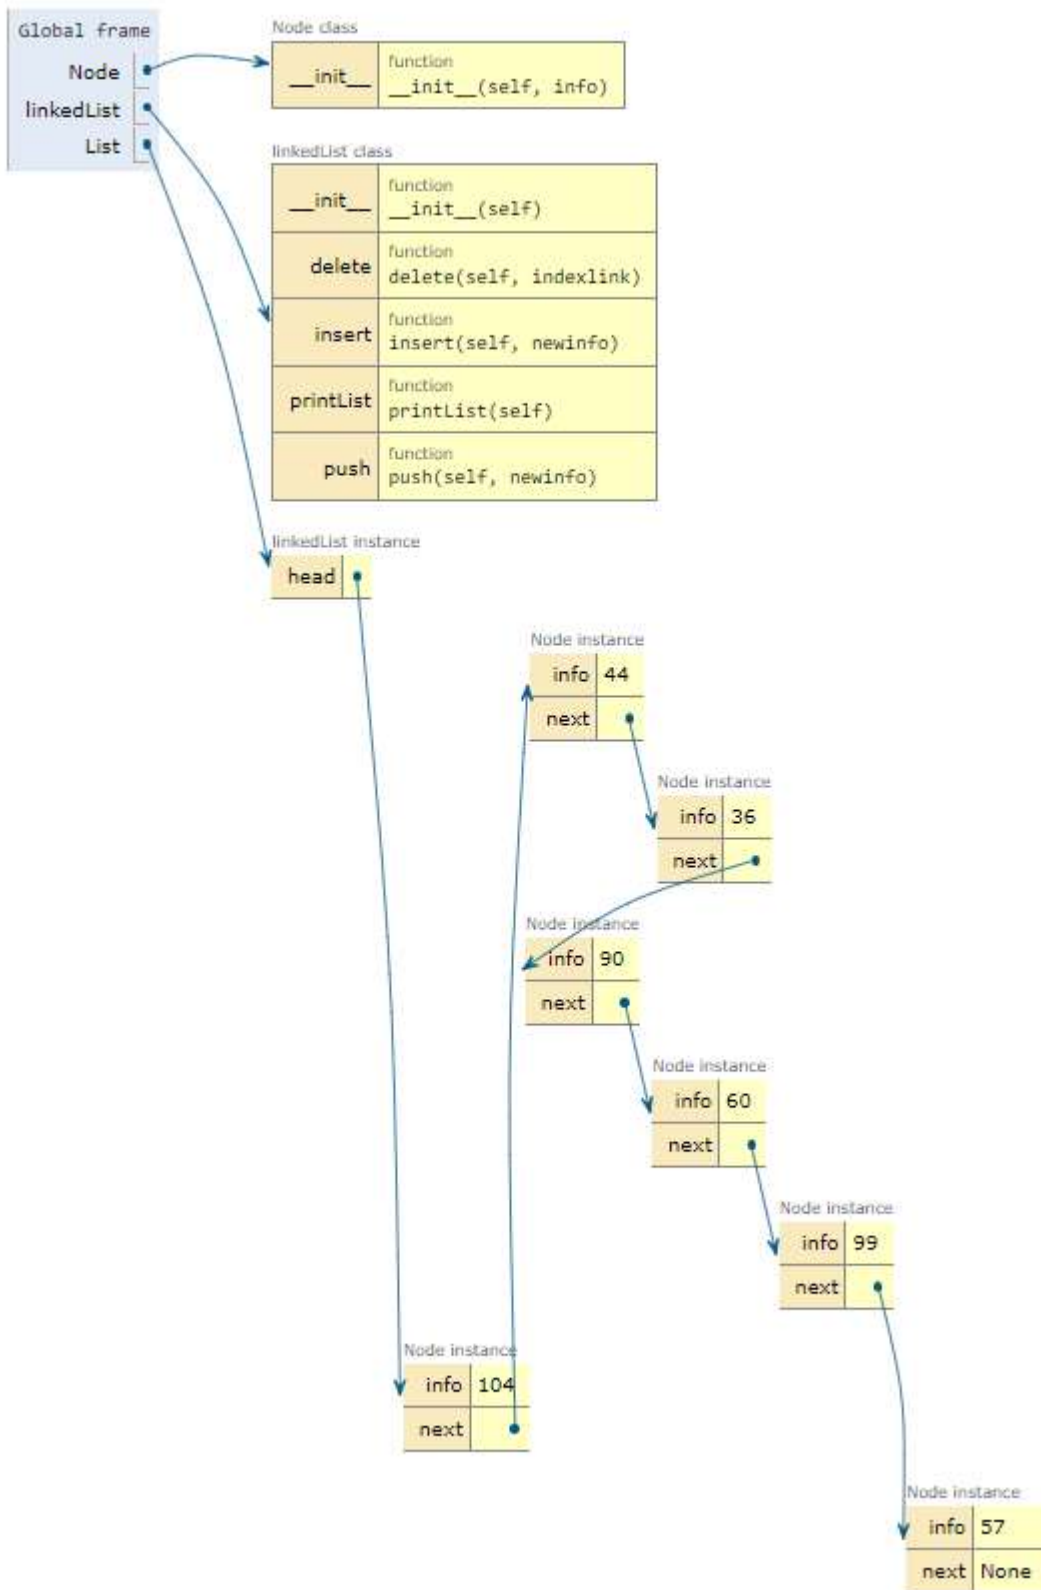 Global frame
Node
linkedList
List
Node class
__init__
function
__init__(self, info)
linkedList class
__init__
function
__init__(self)
delete
function
delete(self, indexlink)
insert
function
insert(self, newinfo)
printList
function
printList(self)
push
function
push(self, newinfo)
linkedList instance
head
Node instance
info 44
next
Node instance
info 36
next
Node instance
info 90
next
Node instance
info 60
next
Node instance
info 99
next
Node instance
info 104
next
Node instance
info 57
next None